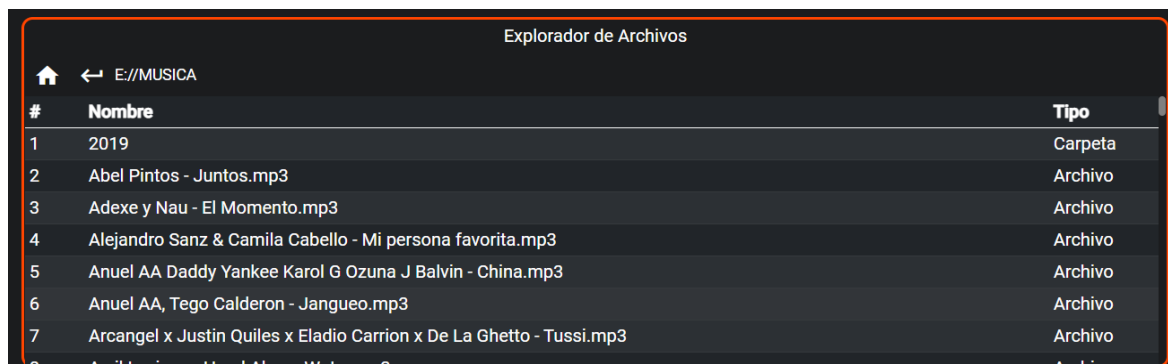 Explorador de Archivos
E://MUSICA
# Nombre Tipo
1 2019 Carpeta
2 Abel Pintos - Juntos.mp3 Archivo
3 Adexe y Nau - El Momento.mp3 Archivo
4 Alejandro Sanz & Camila Cabello - Mi persona favorita.mp3 Archivo
5 Anuel AA Daddy Yankee Karol G Ozuna J Balvin - China.mp3 Archivo
6 Anuel AA, Tego Calderon - Jangueo.mp3 Archivo
7 Arcangel x Justin Quiles x Eladio Carrion x De La Ghetto - Tussi.mp3 Archivo